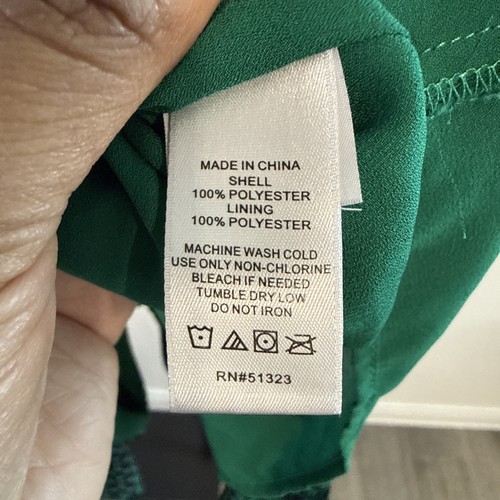 MADE IN CHINA
SHELL
100% POLYESTER
LINING
100% POLYESTER
MACHINE WASH COLD
USE ONLY NON-CHLORINE
BLEACH IF NEEDED
TUMBLE DRY LOW
DO NOT IRON
RN#51323